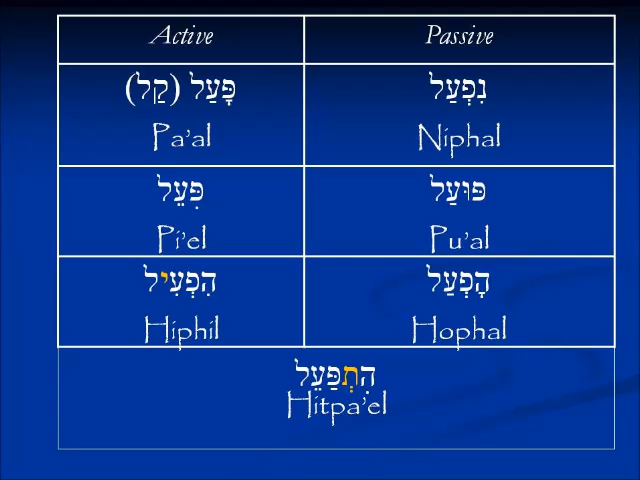 Active Passive
פָּעַל (קַל) נִפְעַל
Pa'al Niphal
פִּעֵל פּוּעַל
Pi'el Pu'al
הִפְעִיל הָפְעַל
Hiphil Hophal
הִתְפַּעֵל
Hitpa'el